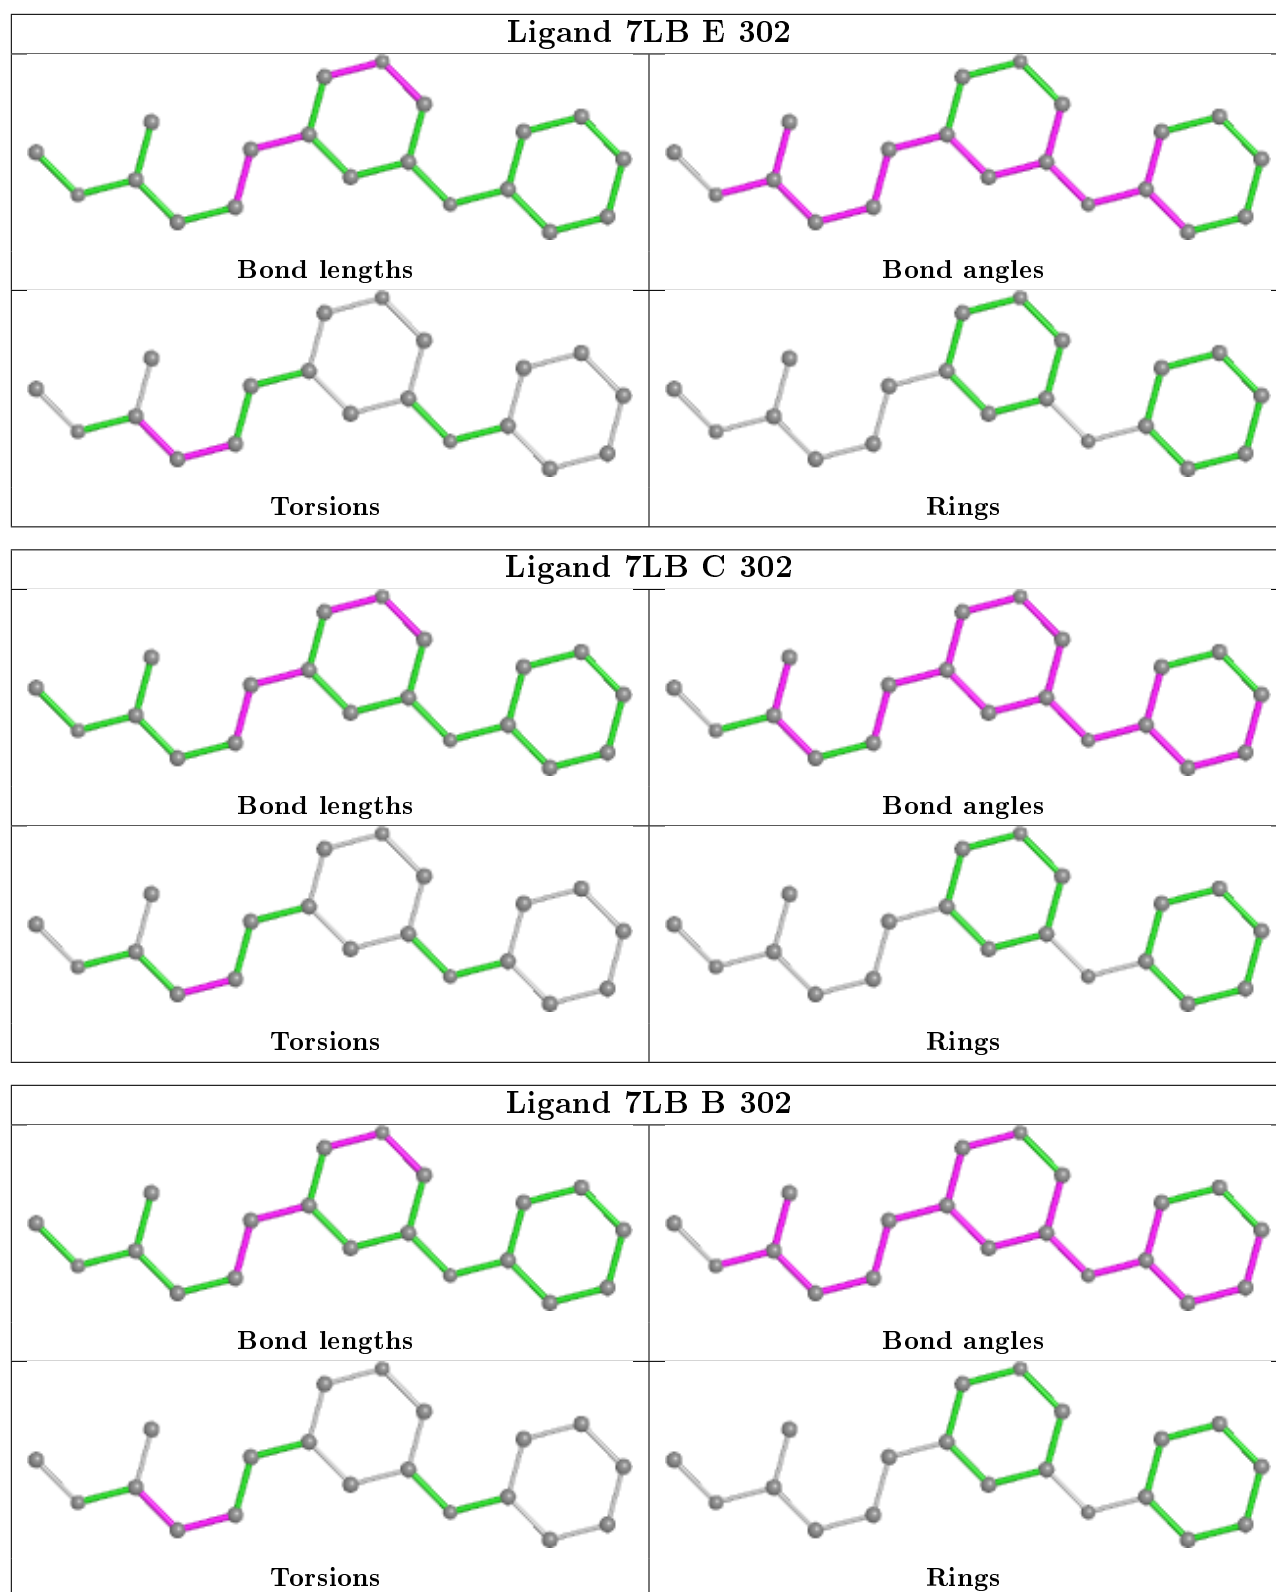 Ligand 7LB E 302
Bond lengths
Bond angles
Torsions
Rings
Ligand 7LB C 302
Bond lengths
Bond angles
Torsions
Rings
Ligand 7LB B 302
Bond lengths
Bond angles
Torsions
Rings